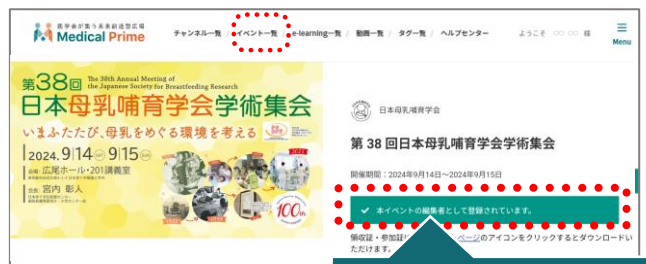 医学会が集う未来創造型広場
Medical Prime
チャンネル一覧 / イベント一覧 / e-learning一覧 / 動画一覧 / タグ一覧 / ヘルプセンター
ようこそ ○○ ○○ 様
Menu
第38回 The 38th Annual Meeting of
the Japanese Society for Breastfeeding Research
日本母乳哺育学会学術集会
いまふたたび、母乳をめぐる環境を考える
2024. 9|14 9|15
会場: 広尾ホール・201講義室
会長: 宮内 彰人
100th
日本母乳哺育学会
第 38 回日本母乳哺育学会学術集会
開催期間：2024年9月14日～2024年9月15日
✓ 本イベントの編集者として登録されています。
領収証・参加証
ページのアイコンをクリックするとダウンロードい
ただけます。